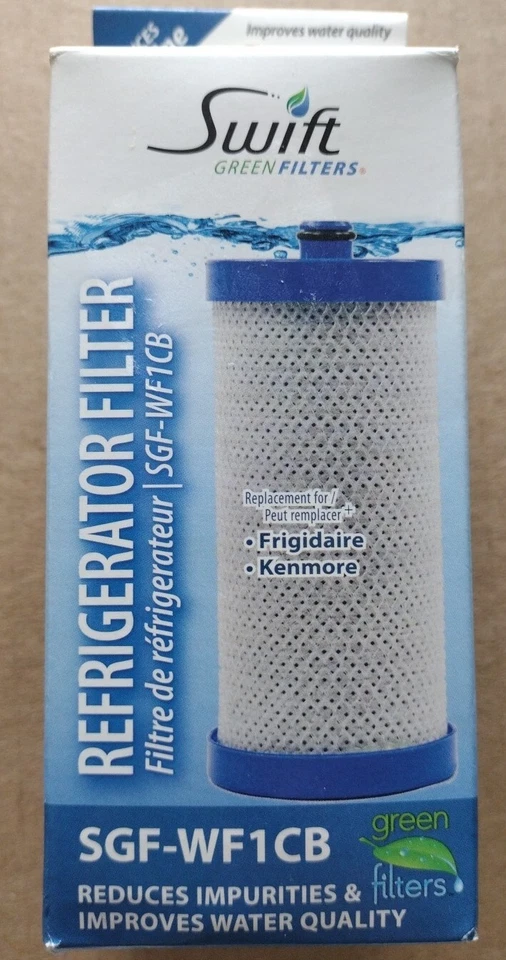 Improves water quality
Swift
GREEN FILTERS®
REFRIGERATOR FILTER
Filtre de réfrigerateur | SGF-WF1CB
Replacement for /
Peut remplacer +
• Frigidaire
• Kenmore
SGF-WF1CB
green
filters
REDUCES IMPURITIES &
IMPROVES WATER QUALITY